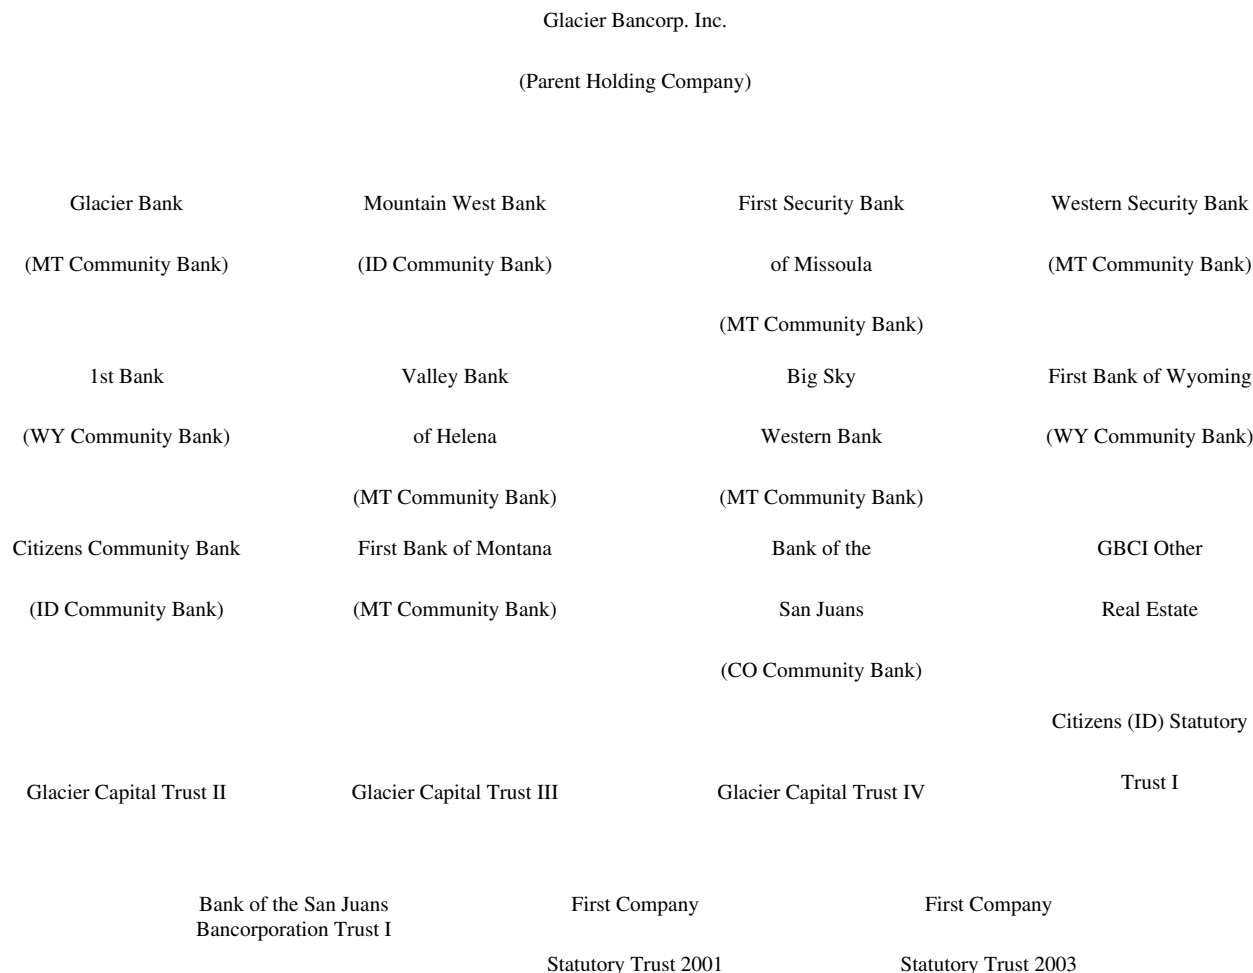 Glacier Bancorp. Inc.
(Parent Holding Company)
Glacier Bank
(MT Community Bank)
Mountain West Bank
(ID Community Bank)
First Security Bank
of Missoula
(MT Community Bank)
Western Security Bank
(MT Community Bank)
1st Bank
(WY Community Bank)
Valley Bank
of Helena
(MT Community Bank)
Big Sky
Western Bank
(MT Community Bank)
First Bank of Wyoming
(WY Community Bank)
Citizens Community Bank
(ID Community Bank)
First Bank of Montana
(MT Community Bank)
Bank of the
San Juans
(CO Community Bank)
GBCI Other
Real Estate
Glacier Capital Trust II
Glacier Capital Trust III
Glacier Capital Trust IV
Citizens (ID) Statutory
Trust I
Bank of the San Juans
Bancorporation Trust I
First Company
Statutory Trust 2001
First Company
Statutory Trust 2003